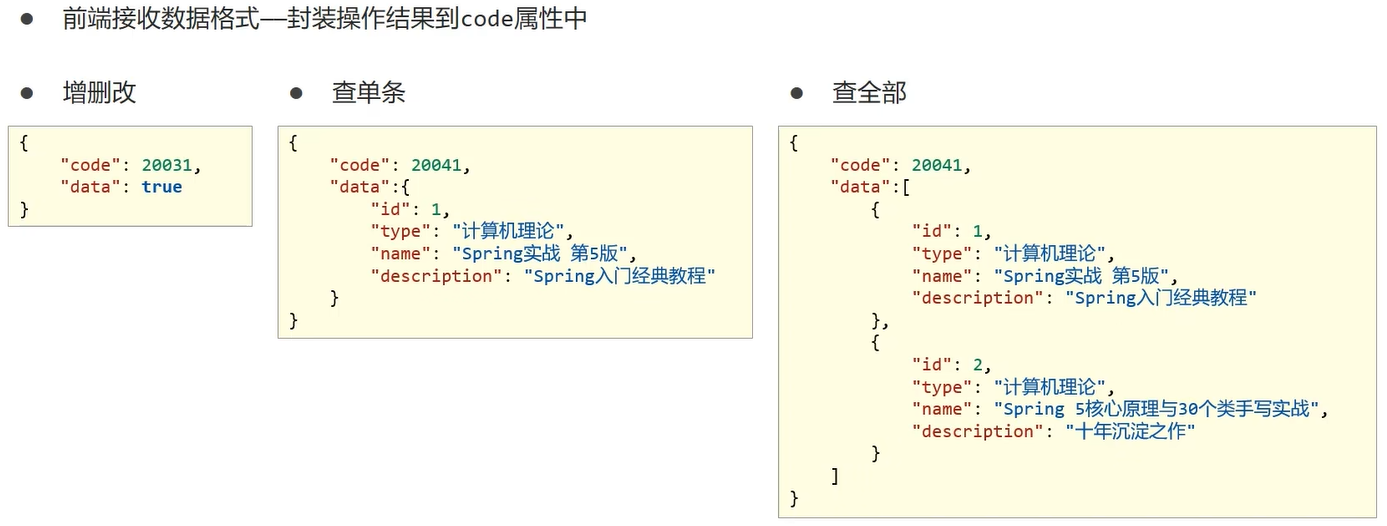 ● 前端接收数据格式——封装操作结果到code属性中
● 增删改
{
    "code": 20031,
    "data": true
}
● 查单条
{
    "code": 20041,
    "data":{
        "id": 1,
        "type": "计算机理论",
        "name": "Spring实战 第5版",
        "description": "Spring入门经典教程"
    }
}
● 查全部
{
    "code": 20041,
    "data":[
        {
            "id": 1,
            "type": "计算机理论",
            "name": "Spring实战 第5版",
            "description": "Spring入门经典教程"
        },
        {
            "id": 2,
            "type": "计算机理论",
            "name": "Spring 5核心原理与30个类手写实战",
            "description": "十年沉淀之作"
        }
    ]
}